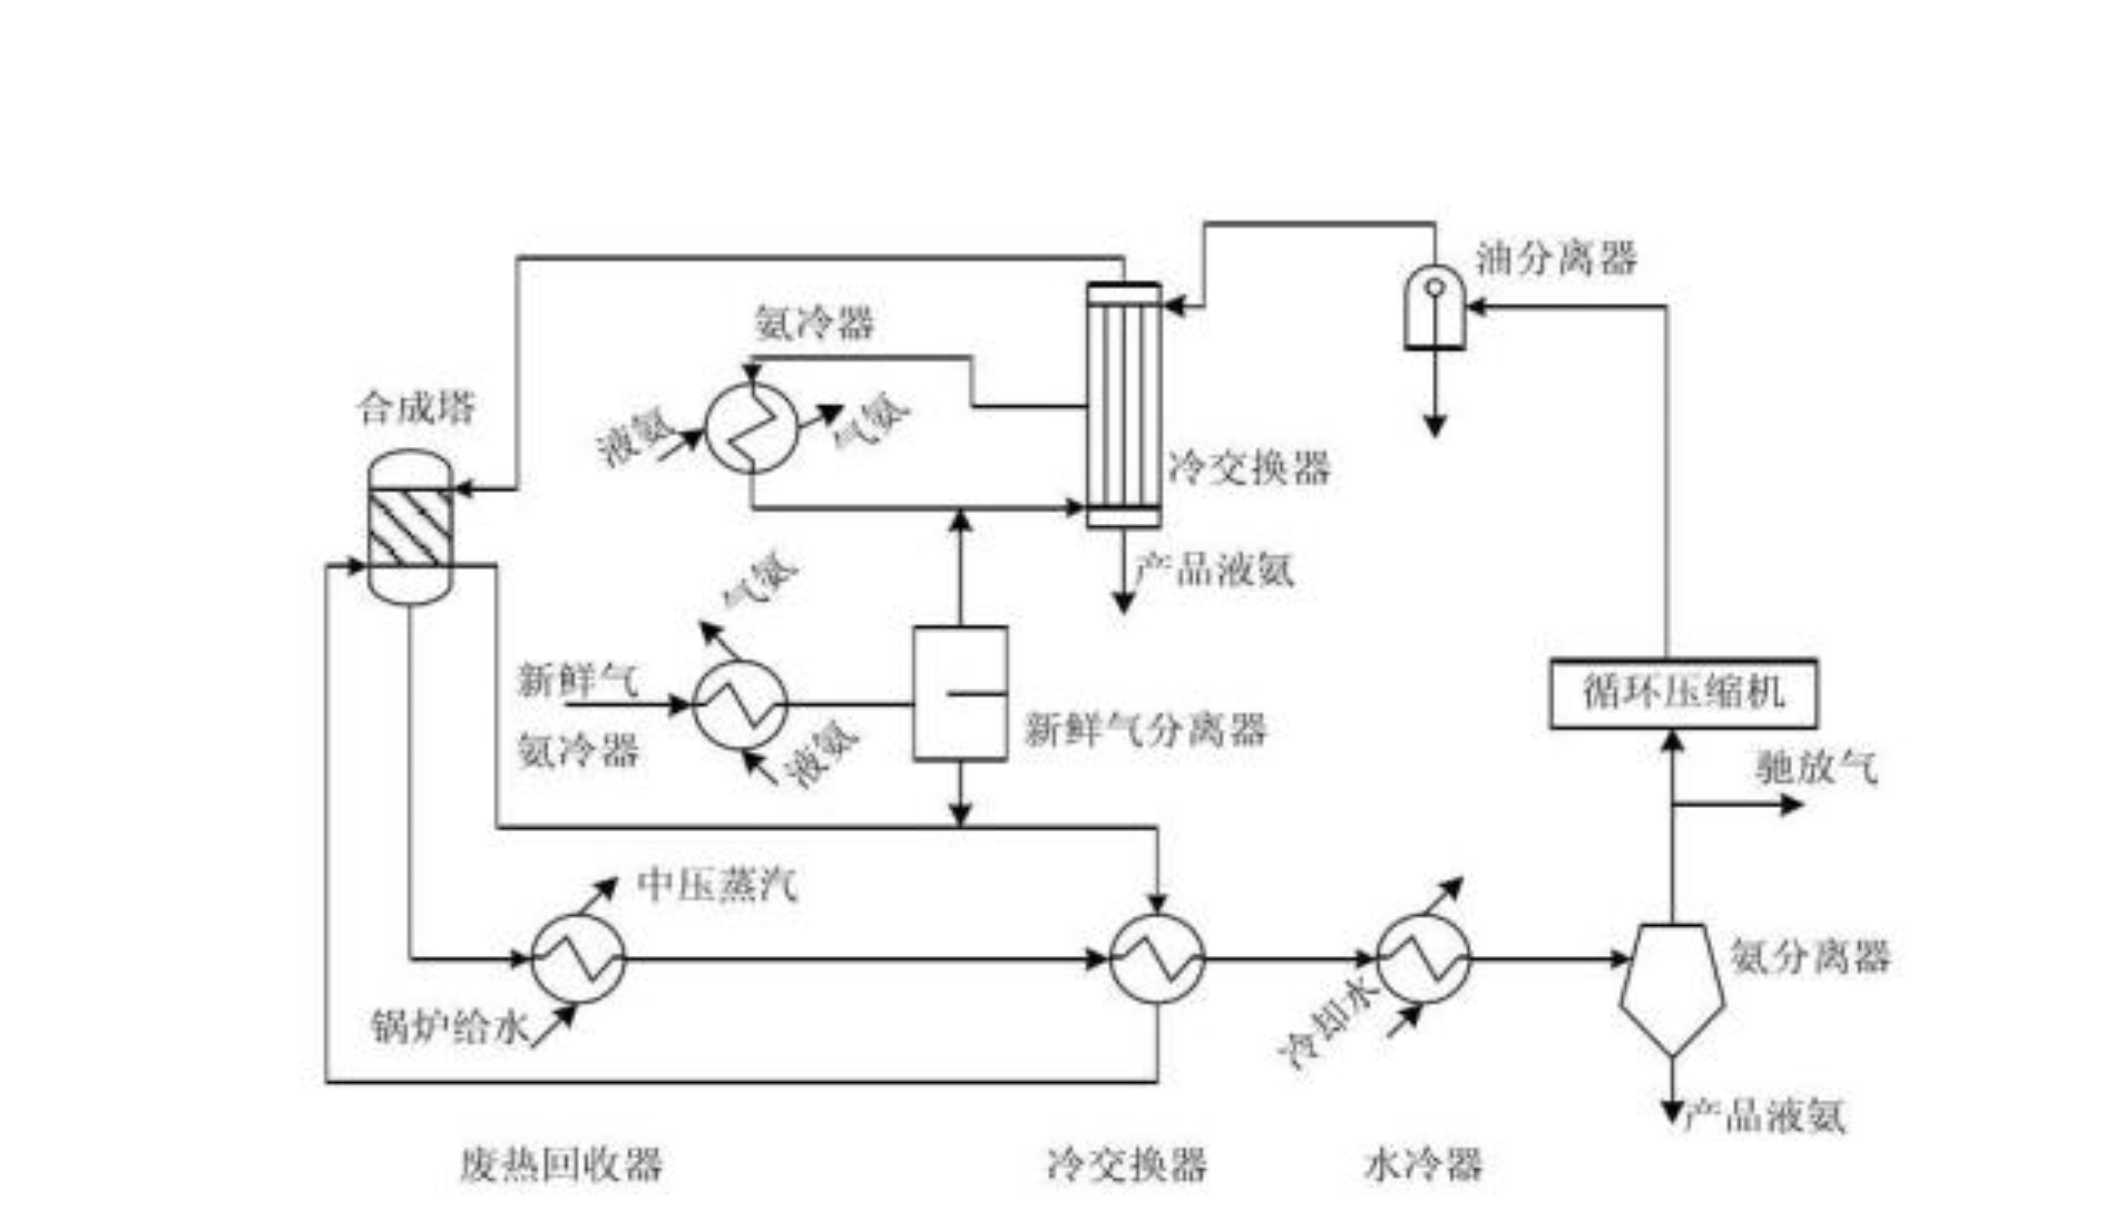 油分离器
氨冷器
合成塔
液氨
气氨
冷交换器
产品液氨
气氨
新鲜气
氨冷器
液氨
新鲜气分离器
循环压缩机
驰放气
中压蒸汽
锅炉给水
冷却水
氨分离器
产品液氨
废热回收器
冷交换器
水冷器